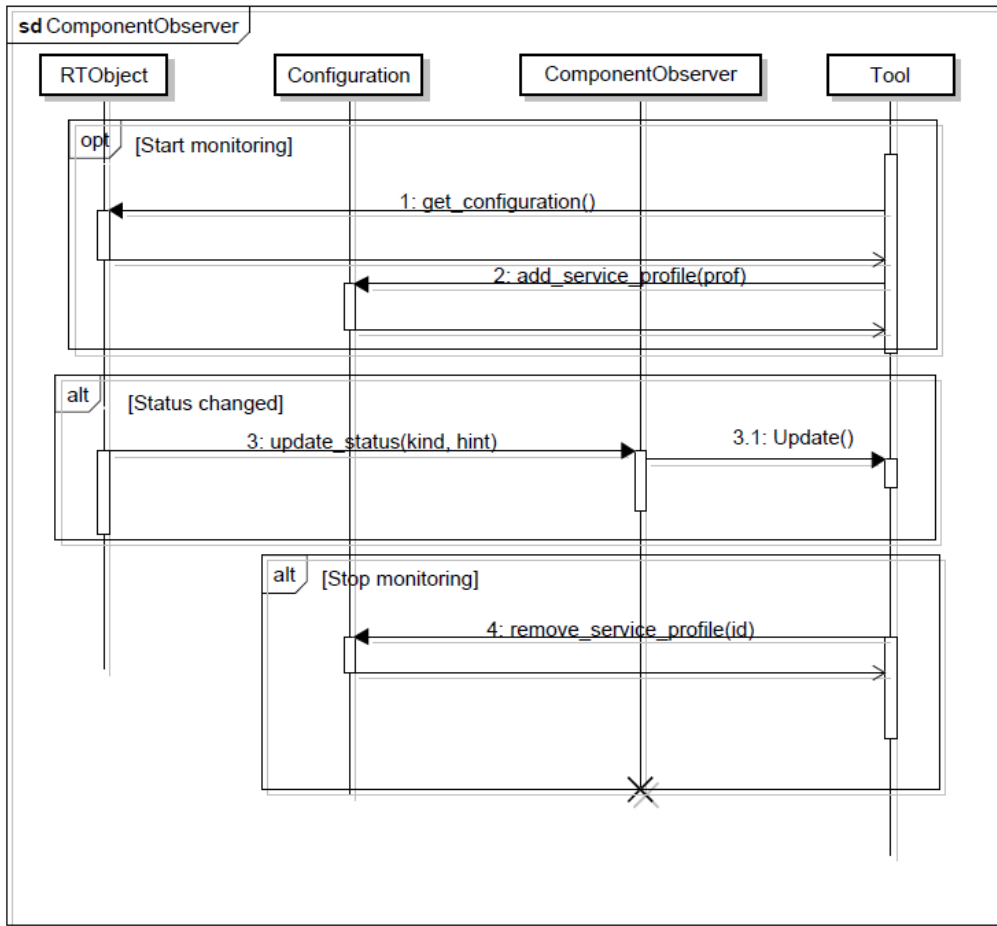 sd ComponentObserver
RTObject
Configuration
ComponentObserver
Tool
opt
[Start monitoring]
1: get_configuration()
2: add_service_profile(prof)
alt
[Status changed]
3: update_status(kind, hint)
3.1: Update()
alt
[Stop monitoring]
4: remove_service_profile(id)